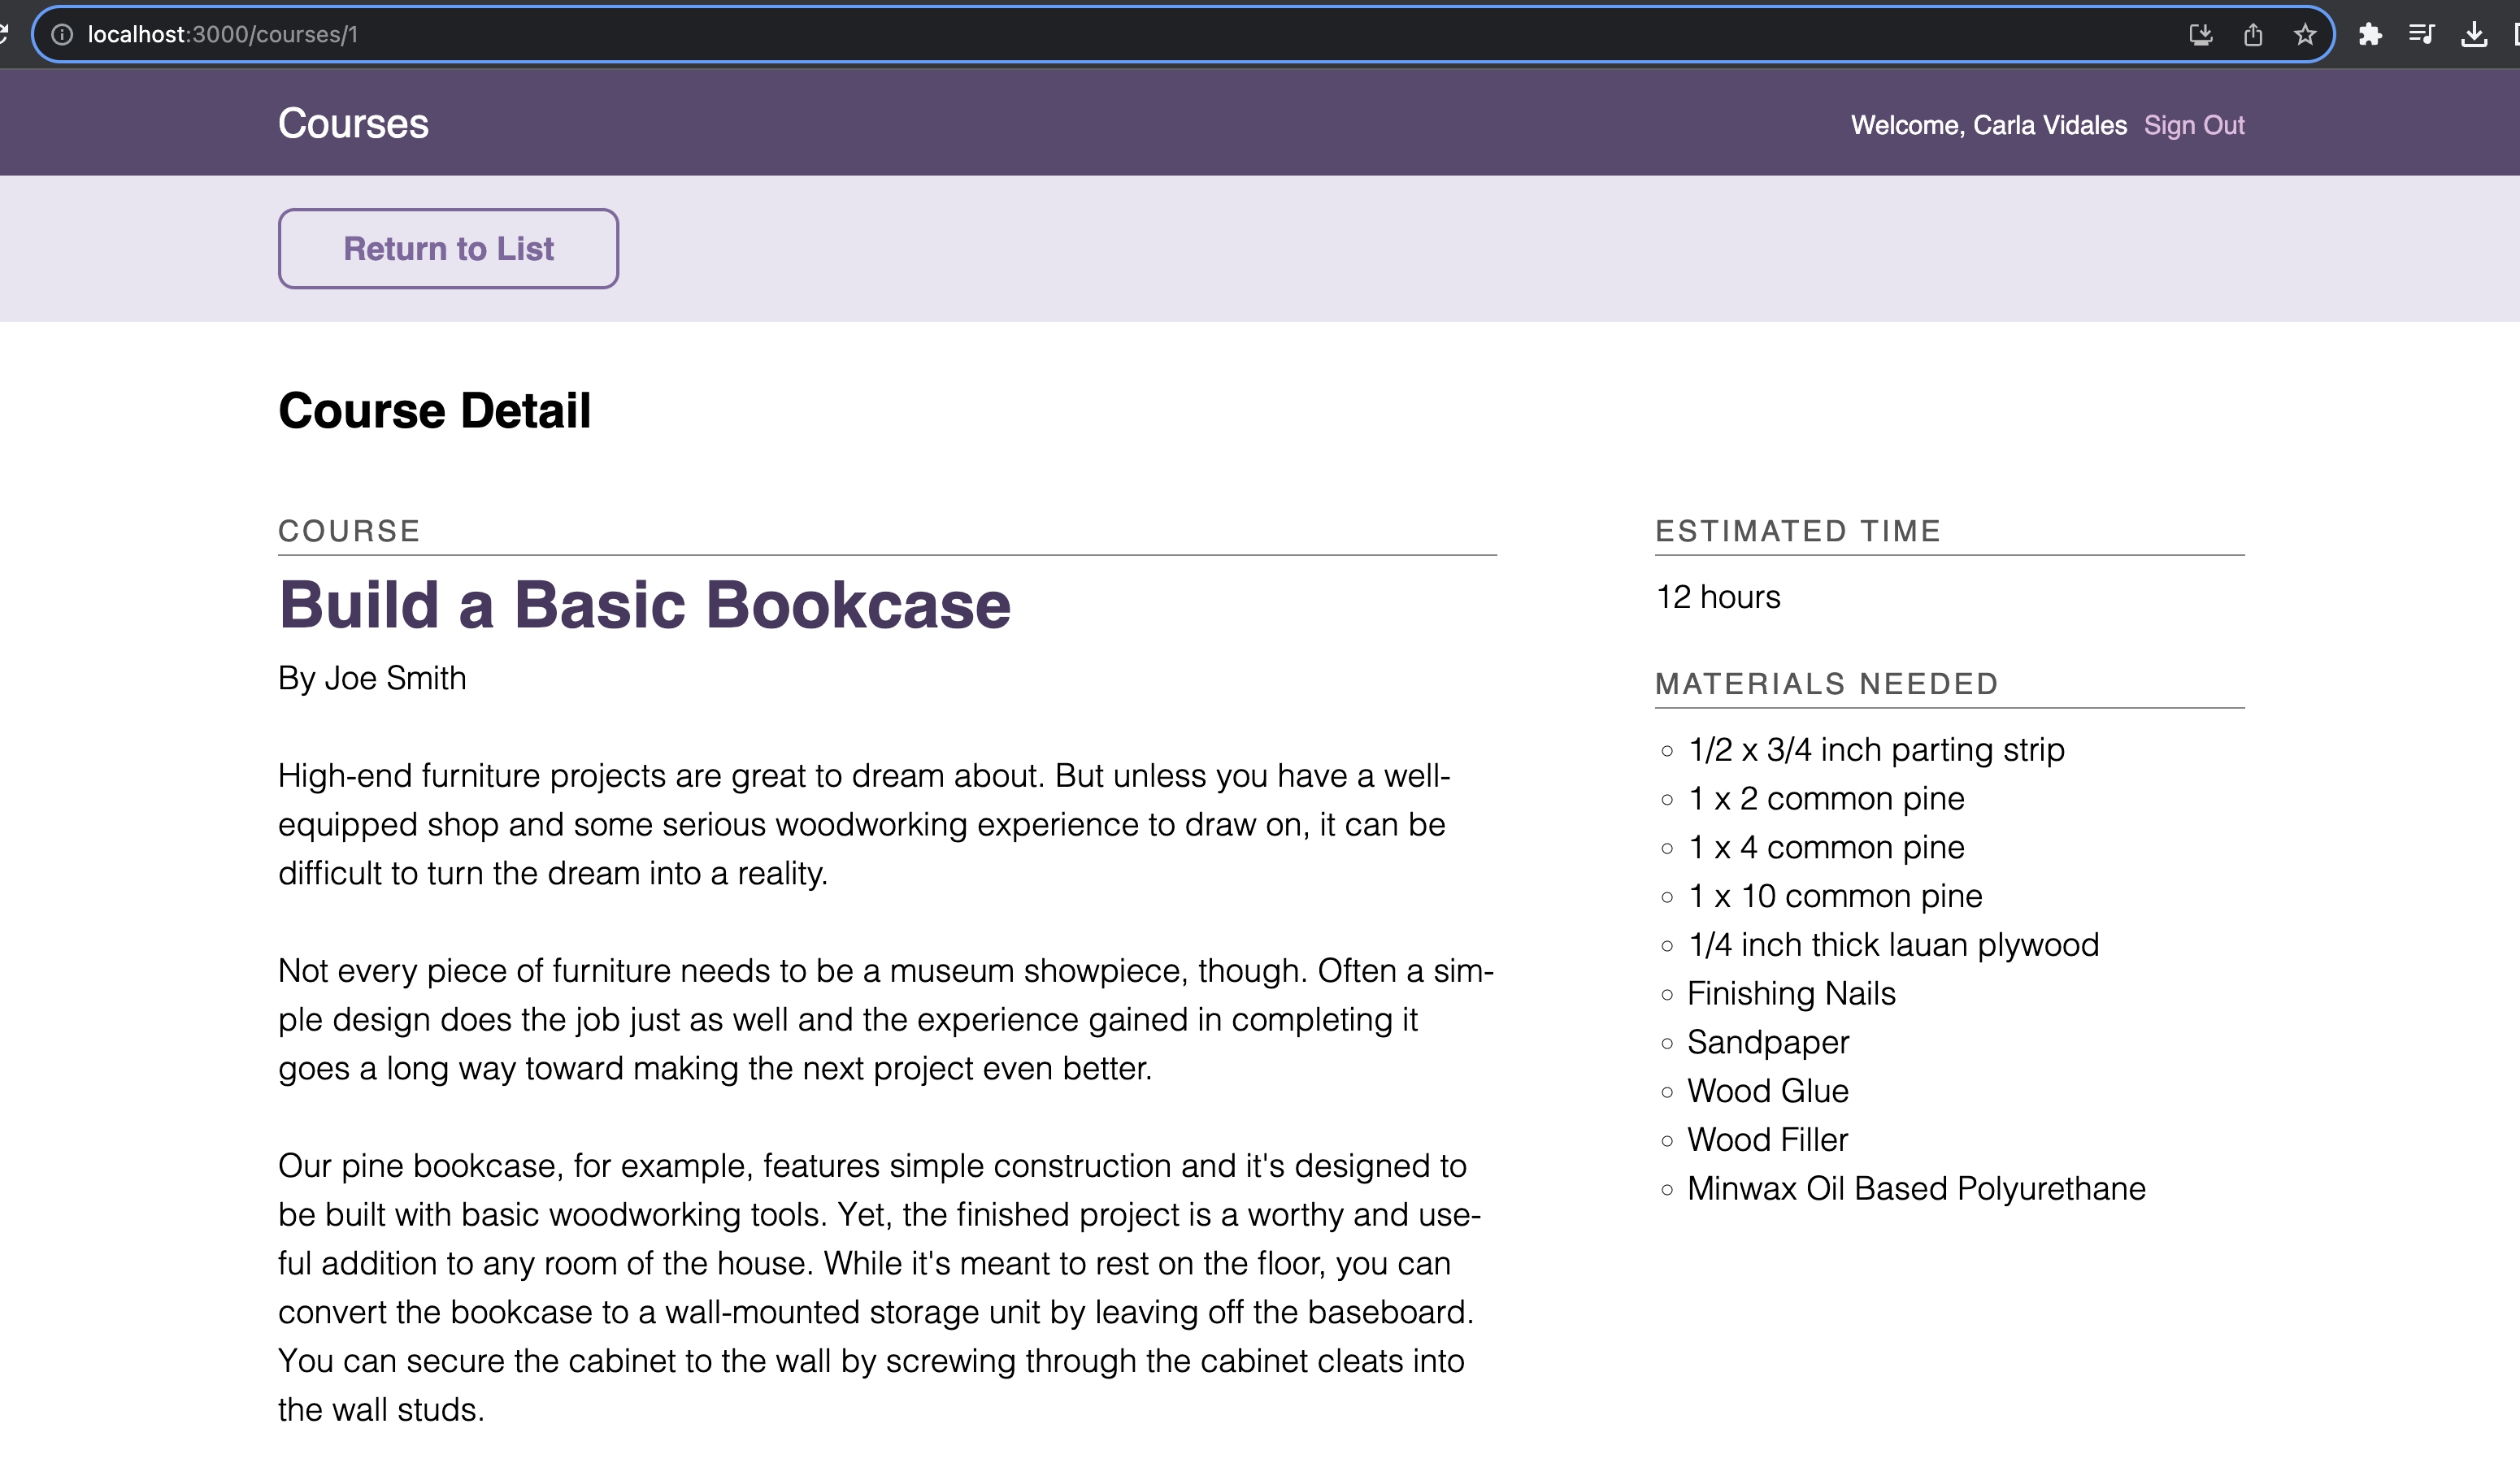 localhost:3000/courses/1
Courses
Welcome, Carla Vidales Sign Out
Return to List
Course Detail
COURSE
Build a Basic Bookcase
By Joe Smith
High-end furniture projects are great to dream about. But unless you have a well-
equipped shop and some serious woodworking experience to draw on, it can be
difficult to turn the dream into a reality.
Not every piece of furniture needs to be a museum showpiece, though. Often a sim-
ple design does the job just as well and the experience gained in completing it
goes a long way toward making the next project even better.
Our pine bookcase, for example, features simple construction and it's designed to
be built with basic woodworking tools. Yet, the finished project is a worthy and use-
ful addition to any room of the house. While it's meant to rest on the floor, you can
convert the bookcase to a wall-mounted storage unit by leaving off the baseboard.
You can secure the cabinet to the wall by screwing through the cabinet cleats into
the wall studs.
ESTIMATED TIME
12 hours
MATERIALS NEEDED
1/2 x 3/4 inch parting strip
1 x 2 common pine
1 x 4 common pine
1 x 10 common pine
1/4 inch thick lauan plywood
Finishing Nails
Sandpaper
Wood Glue
Wood Filler
Minwax Oil Based Polyurethane